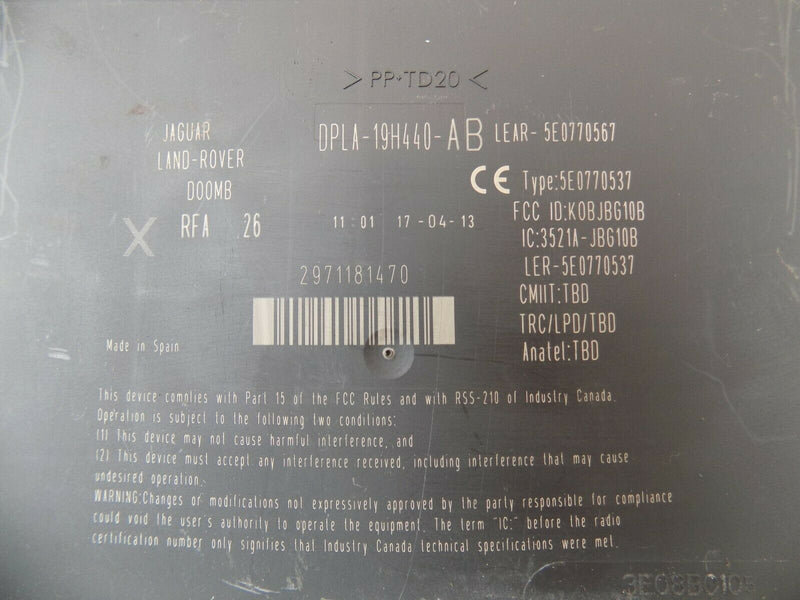 >PP+TD20<
JAGUAR
LAND-ROVER
DOOMB
RFA 26
X
DPLA-19H440-AB LEAR- 5E0770567
CE Type:5E0770537
FCC ID:KOBJBG10B
IC:3521A-JBG10B
LER-5E0770537
CMIIT:TBD
TRC/LPD/TBD
Anatel:TBD
11:01 17-04-13
2971181470
Made in Spain
This device complies with Part 15 of the FCC Rules and with RSS-210 of Industry Canada.
Operation is subject to the following two conditions:
(1) This device may not cause harmful interference, and
(2) This device must accept any interference received, including interference that may cause
undesired operation.
WARNING:Changes of modifications not expressively approved by the party responsible for compliance
could void the user's authority to operate the equipment. The term "IC:" before the radio
certification number only signifies that Industry Canada technical specifications were met.